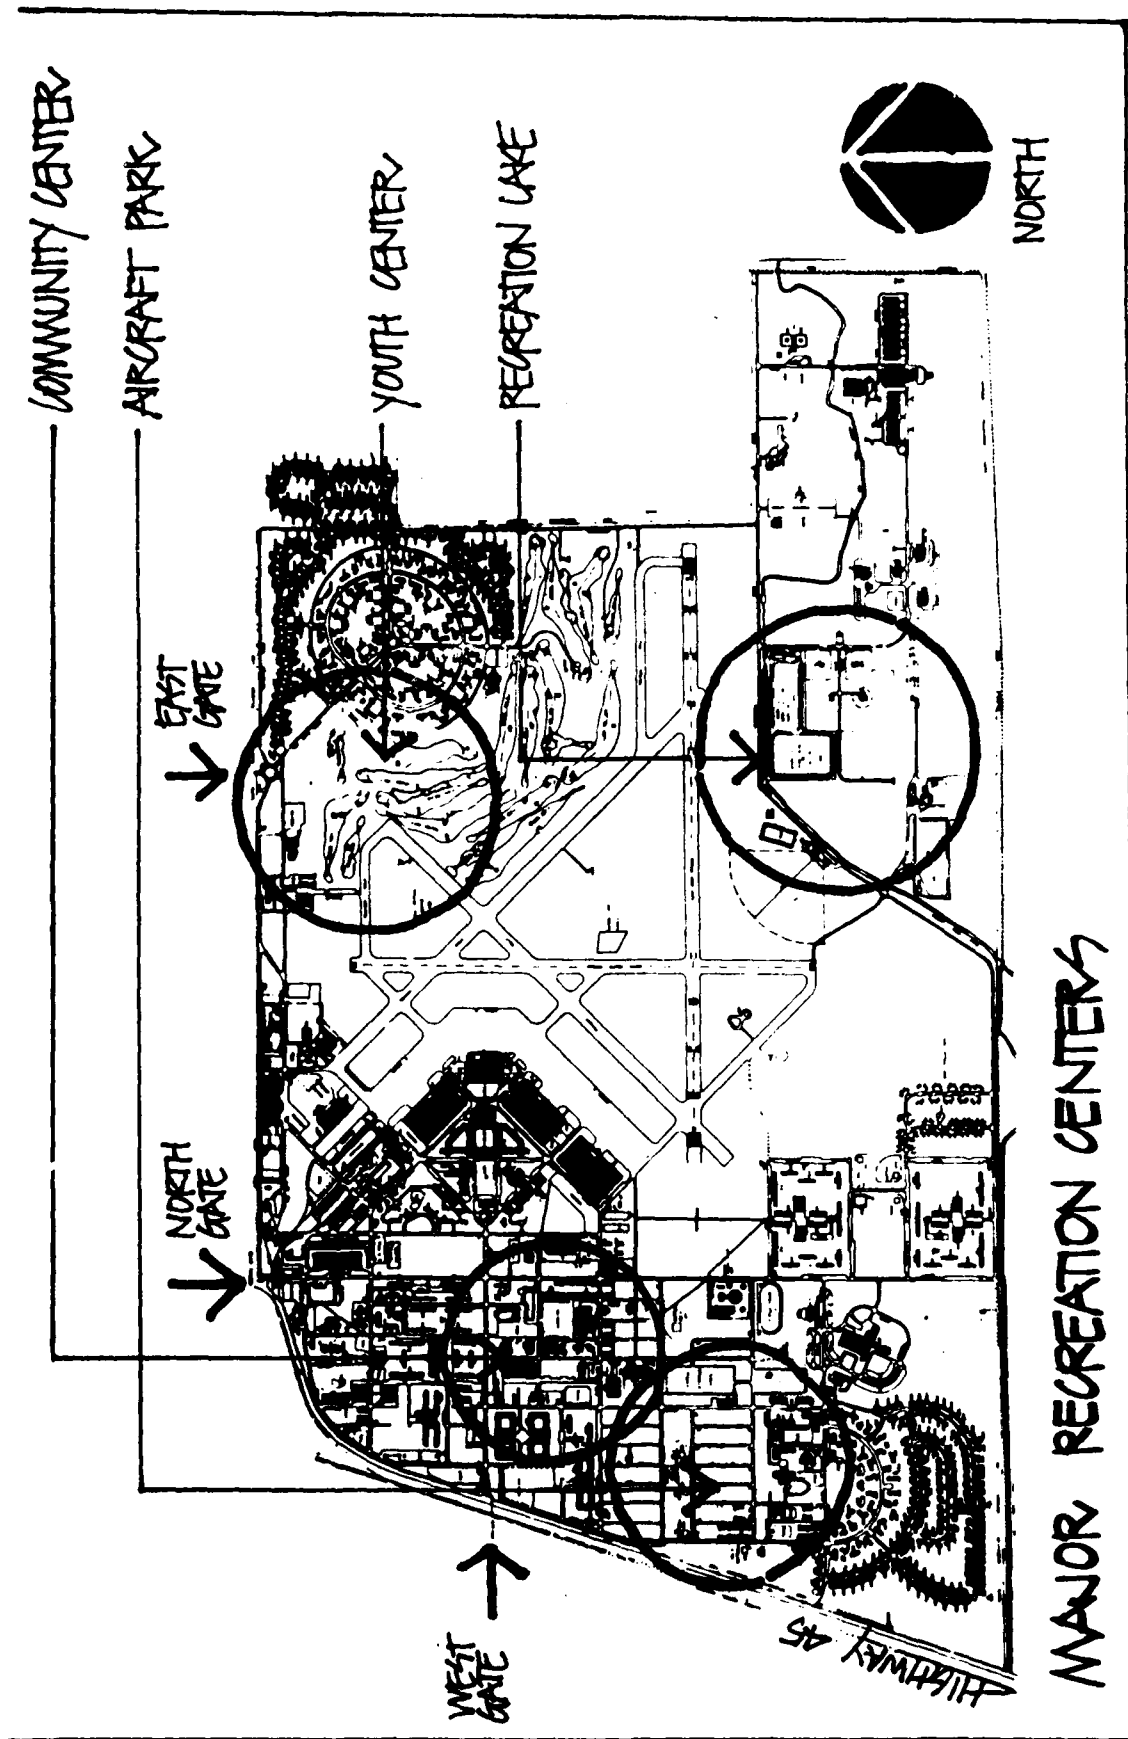 COMMUNITY CENTER
AIRCRAFT PARK
NORTH
GATE
EAST
GATE
YOUTH CENTER
WEST
GATE
RECREATION LAKE
HIGHWAY 45
NORTH
MANOR RECREATION CENTERS